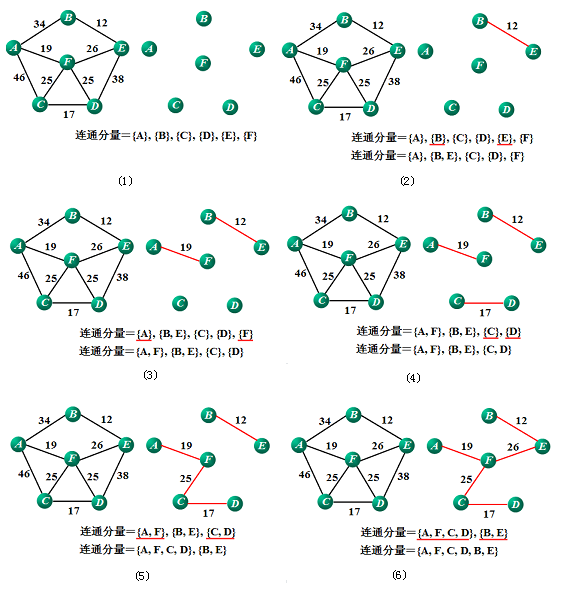 34 B 12
A 19 F 26 E
46 25 25 38
C 17 D
B
A E
F
C D
连通分量={A}, {B}, {C}, {D}, {E}, {F}
(1)
34 B 12
A 19 F 26 E
46 25 25 38
C 17 D
B 12
A E
F
C D
连通分量={A}, {B}, {C}, {D}, {E}, {F}
连通分量={A}, {B, E}, {C}, {D}, {F}
(2)
34 B 12
A 19 F 26 E
46 25 25 38
C 17 D
B 12
A 19 E
F
C D
连通分量={A}, {B, E}, {C}, {D}, {F}
连通分量={A, F}, {B, E}, {C}, {D}
(3)
34 B 12
A 19 F 26 E
46 25 25 38
C 17 D
B 12
A 19 E
F
C 17 D
连通分量={A, F}, {B, E}, {C}, {D}
连通分量={A, F}, {B, E}, {C, D}
(4)
34 B 12
A 19 F 26 E
46 25 25 38
C 17 D
B 12
A 19 E
F
25
C 17 D
连通分量={A, F}, {B, E}, {C, D}
连通分量={A, F, C, D}, {B, E}
(5)
34 B 12
A 19 F 26 E
46 25 25 38
C 17 D
B 12
A 19 26 E
F
25
C 17 D
连通分量={A, F, C, D}, {B, E}
连通分量={A, F, C, D, B, E}
(6)